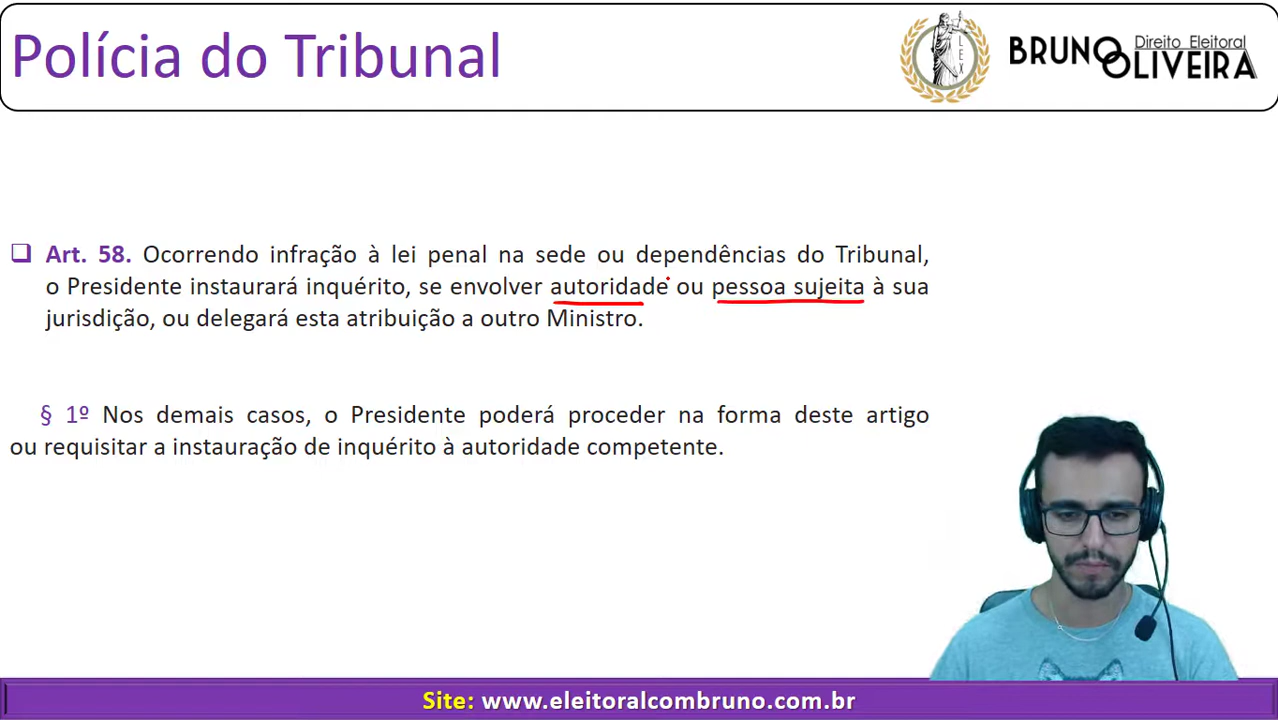 Polícia do Tribunal
LEX
BRUNO
Direito Eleitoral
OLIVEIRA
Art. 58. Ocorrendo infração à lei penal na sede ou dependências do Tribunal,
o Presidente instaurará inquérito, se envolver autoridade ou pessoa sujeita à sua
jurisdição, ou delegará esta atribuição a outro Ministro.
§ 1º Nos demais casos, o Presidente poderá proceder na forma deste artigo
ou requisitar a instauração de inquérito à autoridade competente.
Site: www.eleitoralcombruno.com.br